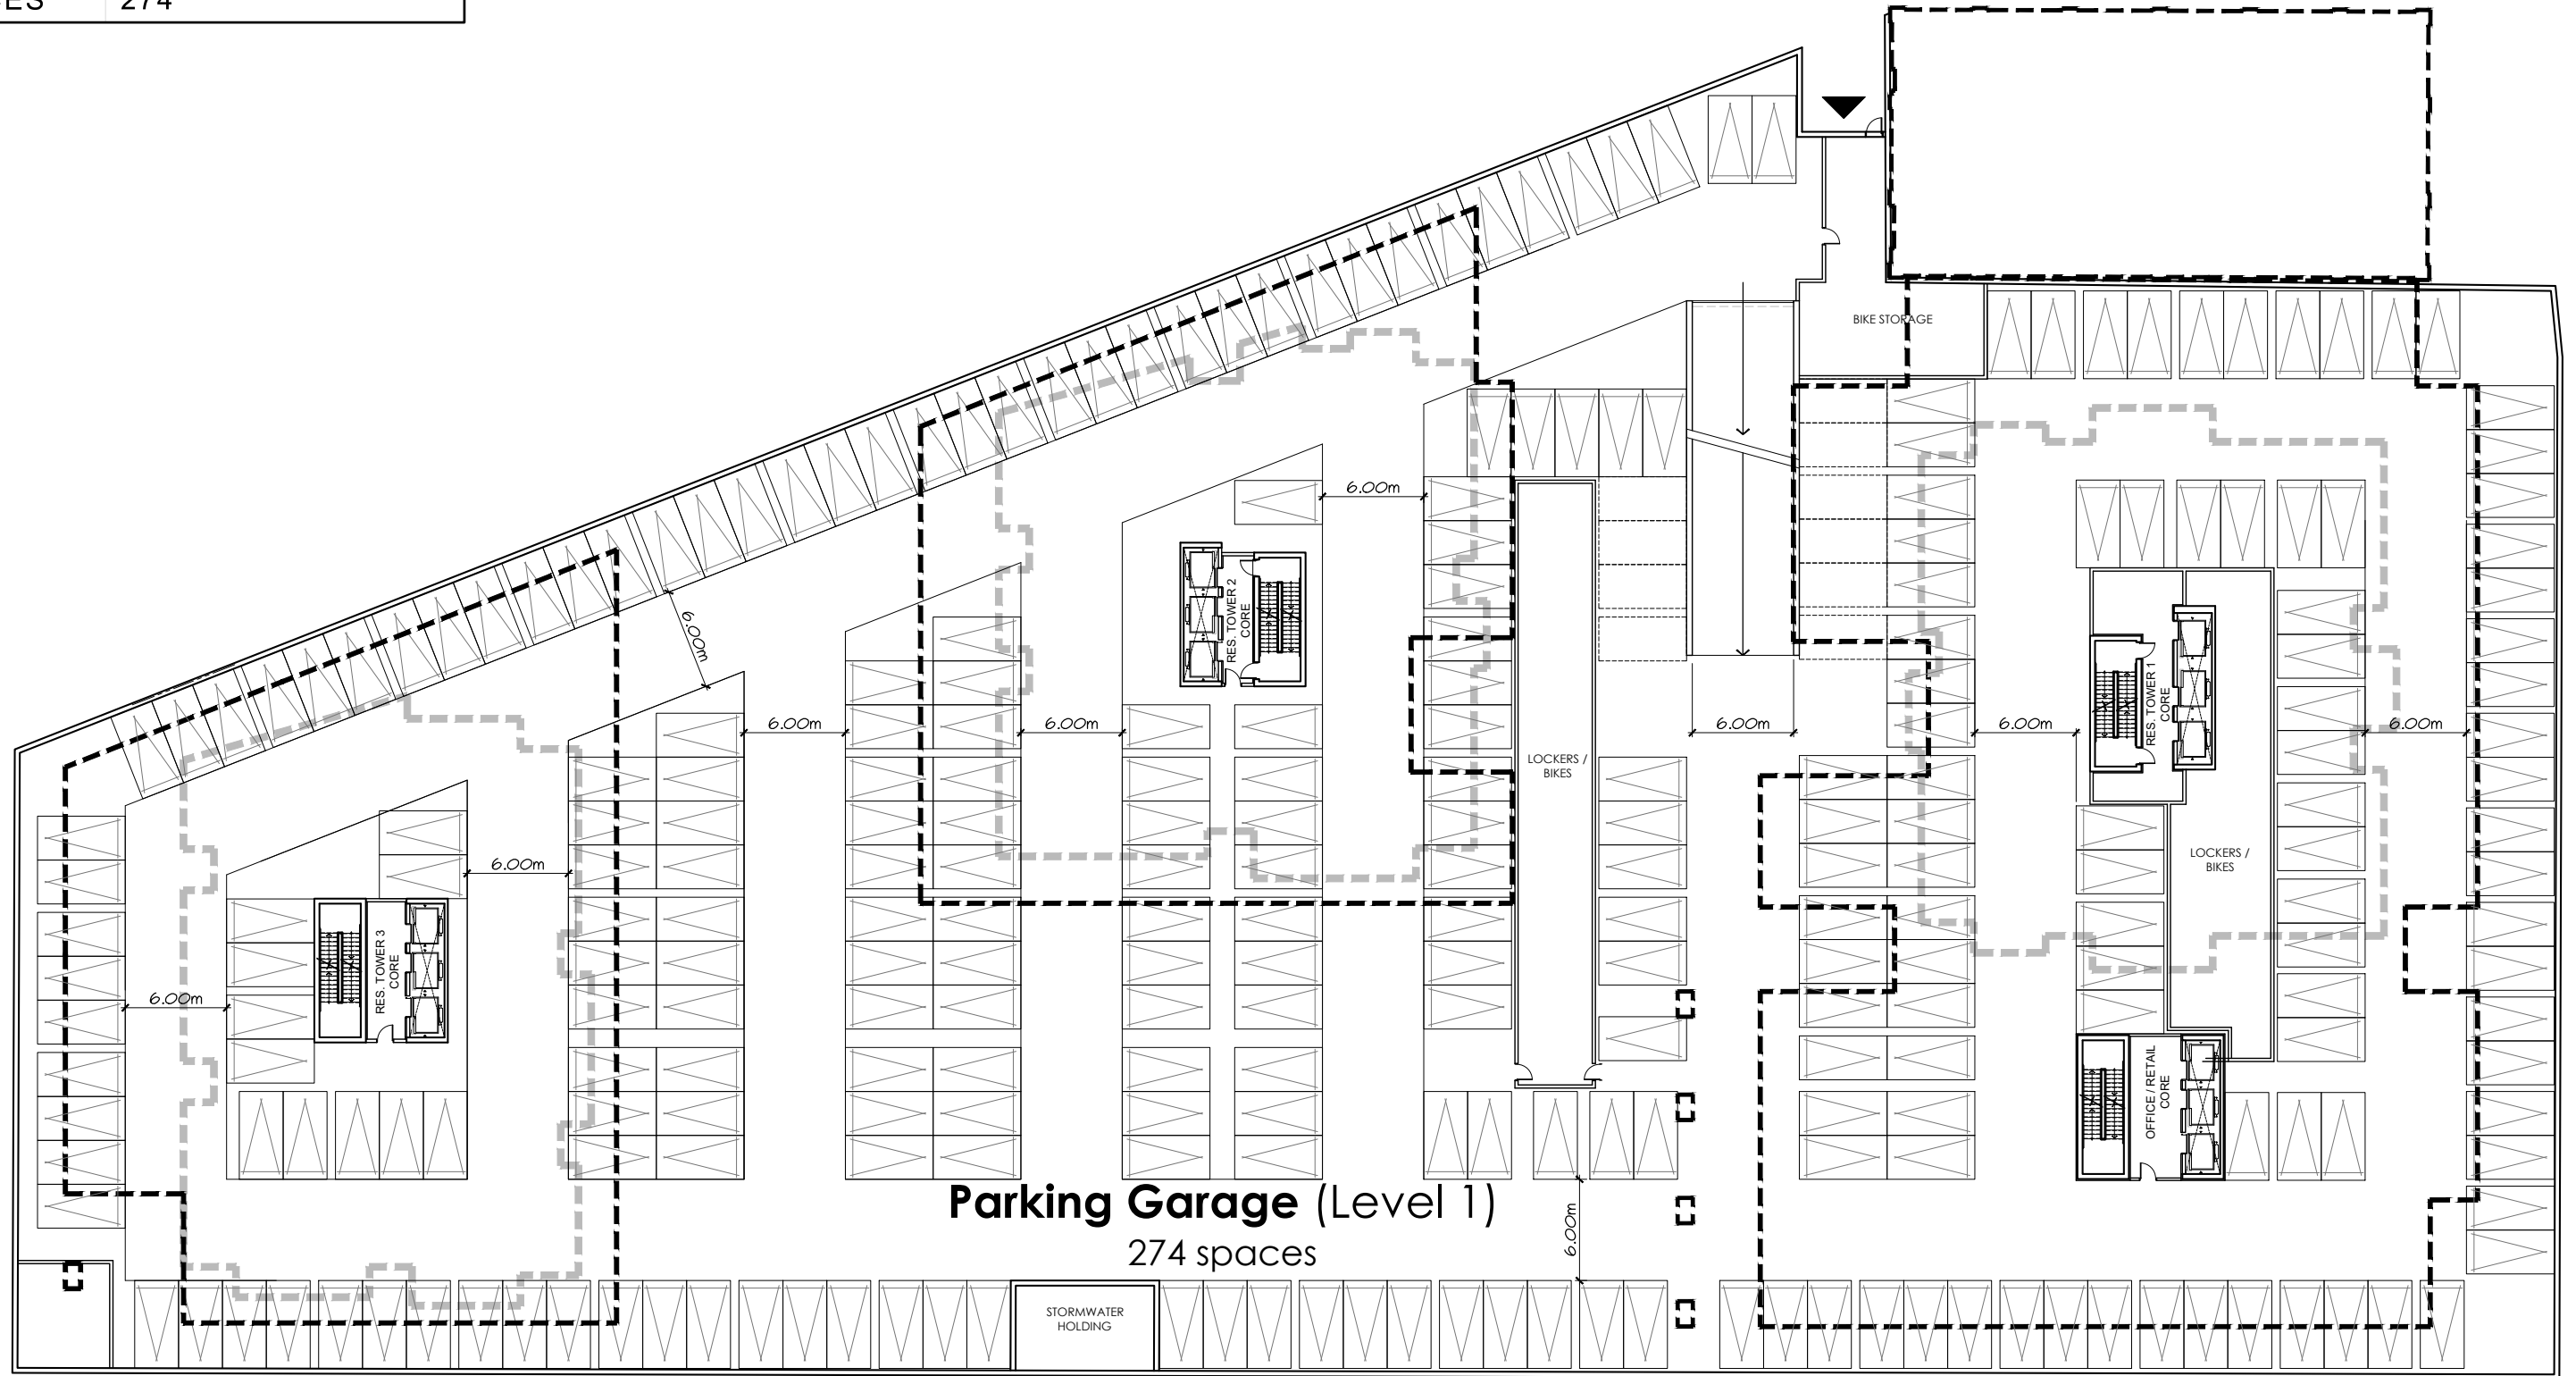 274
BIKE STORAGE
6.00m
RES. TOWER 2
CORE
6.00m
RES. TOWER 1
CORE
6.00m
6.00m
6.00m
6.00m
6.00m
LOCKERS /
BIKES
LOCKERS /
BIKES
6.00m
RES. TOWER 3
CORE
6.00m
OFFICE / RETAIL
CORE
Parking Garage (Level 1)
6.00m
274 spaces
STORMWATER
HOLDING